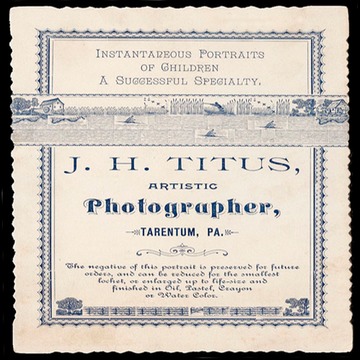 Instantaneous Portraits
of Children
A Successful Specialty.
J. H. TITUS,
ARTISTIC
Photographer,
TARENTUM, PA.
The negative of this portrait is preserved for future
orders, and can be reduced for the smallest
locket, or enlarged up to life-size and
finished in Oil, Pastel, Crayon
or Water Color.